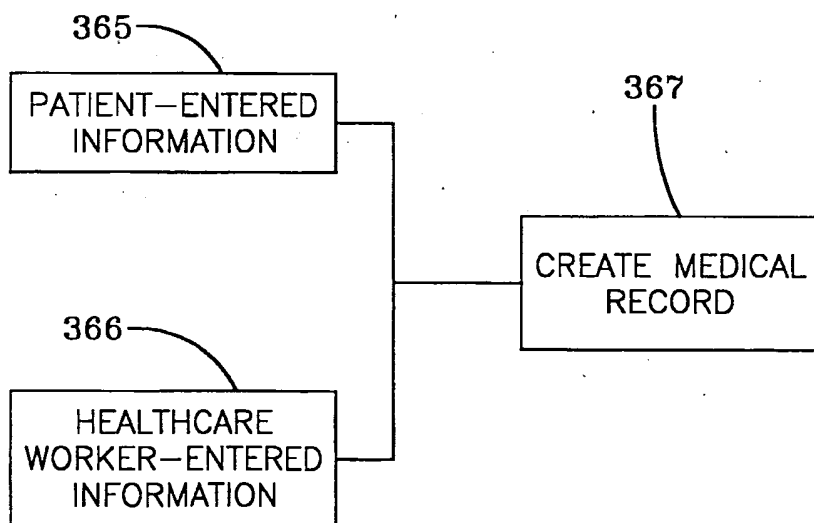 365
PATIENT-ENTERED
INFORMATION
367
CREATE MEDICAL
RECORD
366
HEALTHCARE
WORKER-ENTERED
INFORMATION